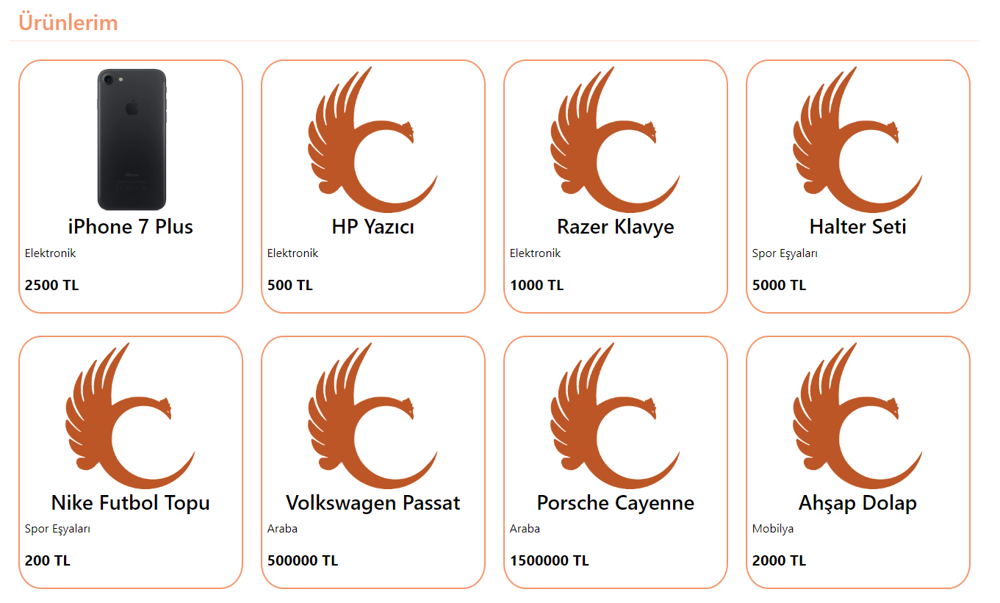 Ürünlerim
iPhone 7 Plus
Elektronik
2500 TL
HP Yazıcı
Elektronik
500 TL
Razer Klavye
Elektronik
1000 TL
Halter Seti
Spor Eşyaları
5000 TL
Nike Futbol Topu
Spor Eşyaları
200 TL
Volkswagen Passat
Araba
500000 TL
Porsche Cayenne
Araba
1500000 TL
Ahşap Dolap
Mobilya
2000 TL